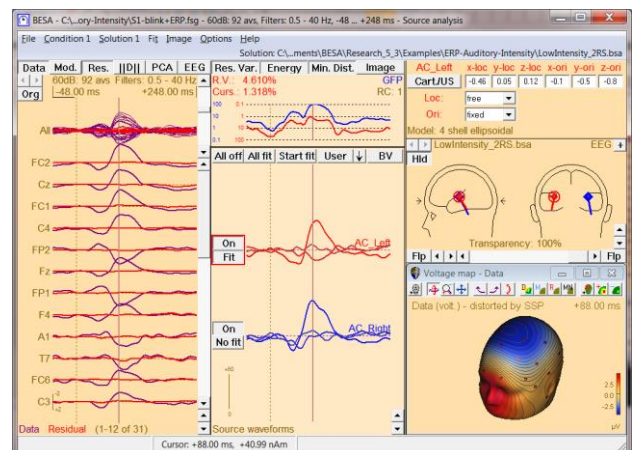 BESA - C:\...ory-Intensity\S1-blink+ERP.fsg - 60dB: 92 avs, Filters: 0.5 - 40 Hz, -48 ... +248 ms - Source analysis
File Condition 1 Solution 1 Fit Image Options Help
Solution: C:\...ments\BESA\Research_5_3\Examples\ERP-Auditory-Intensity\LowIntensity_2RS.bsa
Data Mod. Res. ||D|| PCA EEG
60dB: 92 avs Filters: 0.5 - 40 Hz
Org -48.00 ms +248.00 ms
All
FC2
Cz
FC1
C4
FP2
Fz
FP1
F4
A1
T7
FC6
C3
Data Residual (1-12 of 31)
Res. Var. Energy Min. Dist. Image
R.V.: 4.610% GFP
Curs.: 1.318% RC: 1
All off All fit Start fit User ↓ BV
On
Fit
AC_Left
On
No fit
AC_Right
Source waveforms
AC_Left x-loc y-loc z-loc x-ori y-ori z-ori
Cart./US -0.46 0.05 0.12 -0.1 -0.5 -0.8
Loc: free
Ori: fixed
Model: 4 shell ellipsoidal
LowIntensity_2RS.bsa EEG +
Hld
Transparency: 100%
Flp Flp
Voltage map - Data
Data (volt.) - distorted by SSP +88.00 ms
2.5
0.0
-2.5
µV
Cursor: +88.00 ms, +40.99 nAm